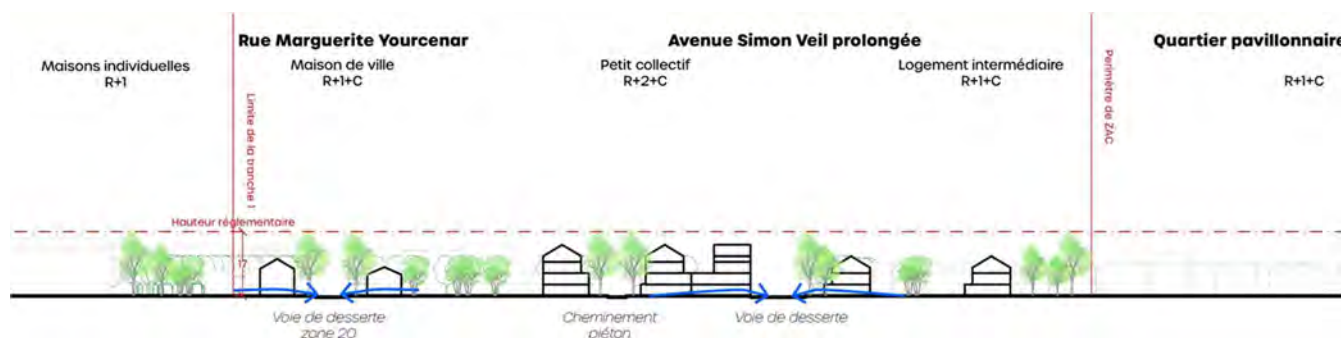 Rue Marguerite Yourcenar
Avenue Simon Veil prolongée
Quartier pavillonnaire
Maisons individuelles
R+1
Maison de ville
R+1+C
Petit collectif
R+2+C
Logement intermédiaire
R+1+C
R+1+C
Limite de la tranche 1
Perimètre de ZAC
Hauteur réglementaire
17
Voie de desserte
zone 20
Cheminement
piéton
Voie de desserte